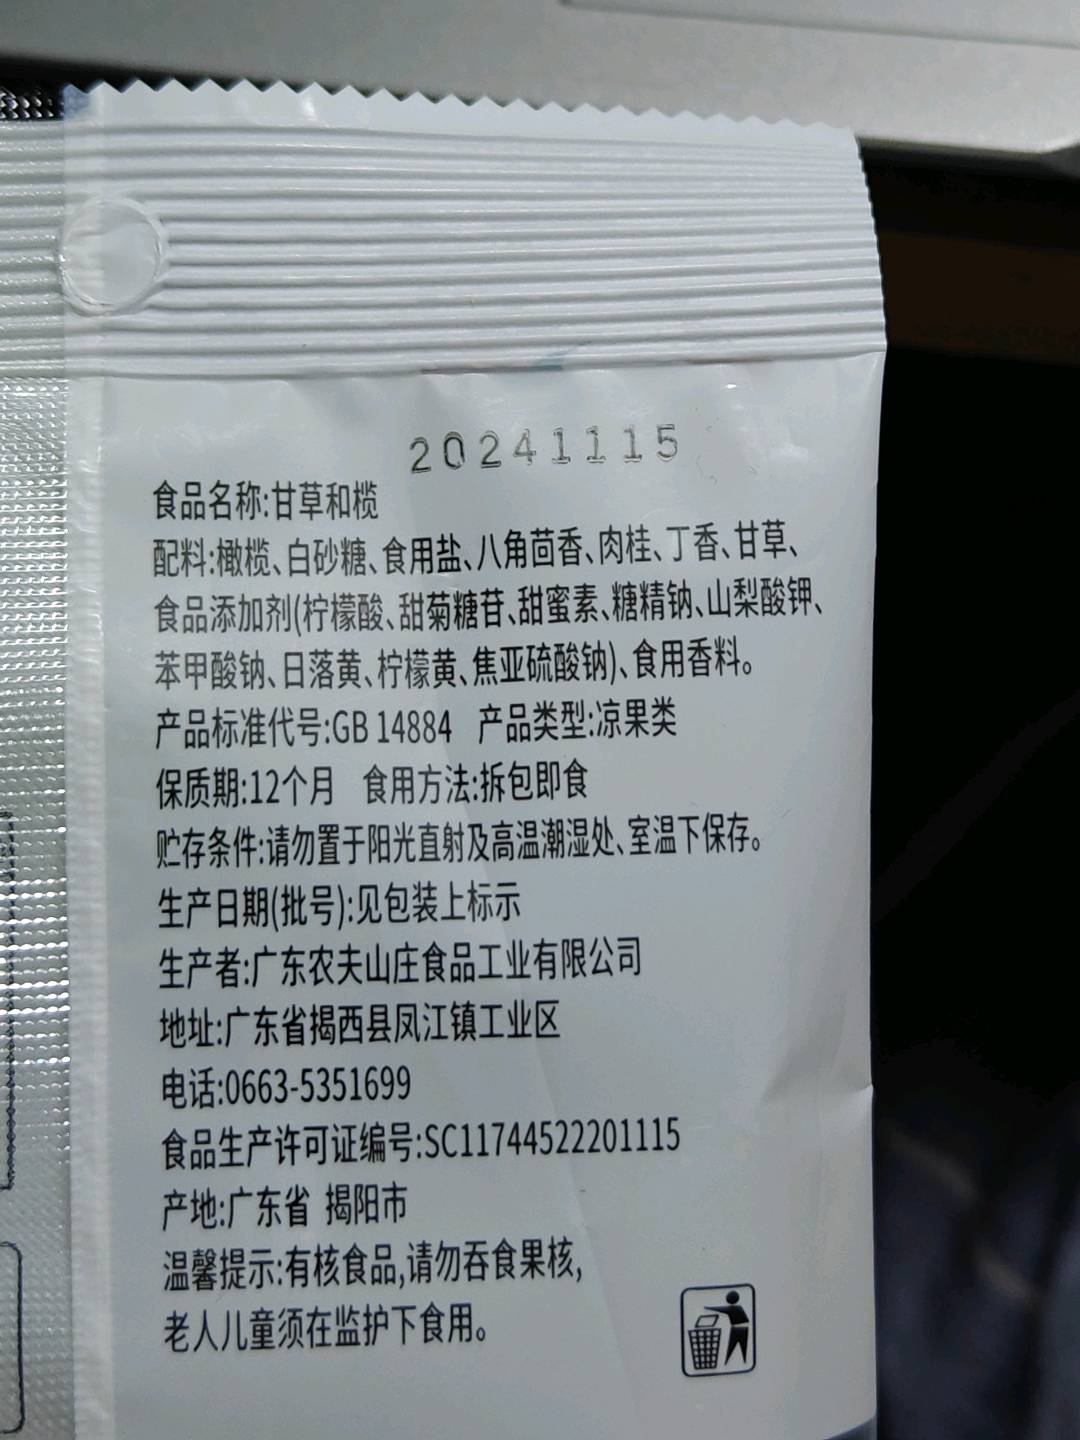 20241115
食品名称:甘草和榄
配料:橄榄、白砂糖、食用盐、八角茴香、肉桂、丁香、甘草、
食品添加剂(柠檬酸、甜菊糖苷、甜蜜素、糖精钠、山梨酸钾、
苯甲酸钠、日落黄、柠檬黄、焦亚硫酸钠)、食用香料。
产品标准代号:GB 14884 产品类型:凉果类
保质期:12个月 食用方法:拆包即食
贮存条件:请勿置于阳光直射及高温潮湿处、室温下保存。
生产日期(批号):见包装上标示
生产者:广东农夫山庄食品工业有限公司
地址:广东省揭西县凤江镇工业区
电话:0663-5351699
食品生产许可证编号:SC11744522201115
产地:广东省 揭阳市
温馨提示:有核食品,请勿吞食果核,
老人儿童须在监护下食用。